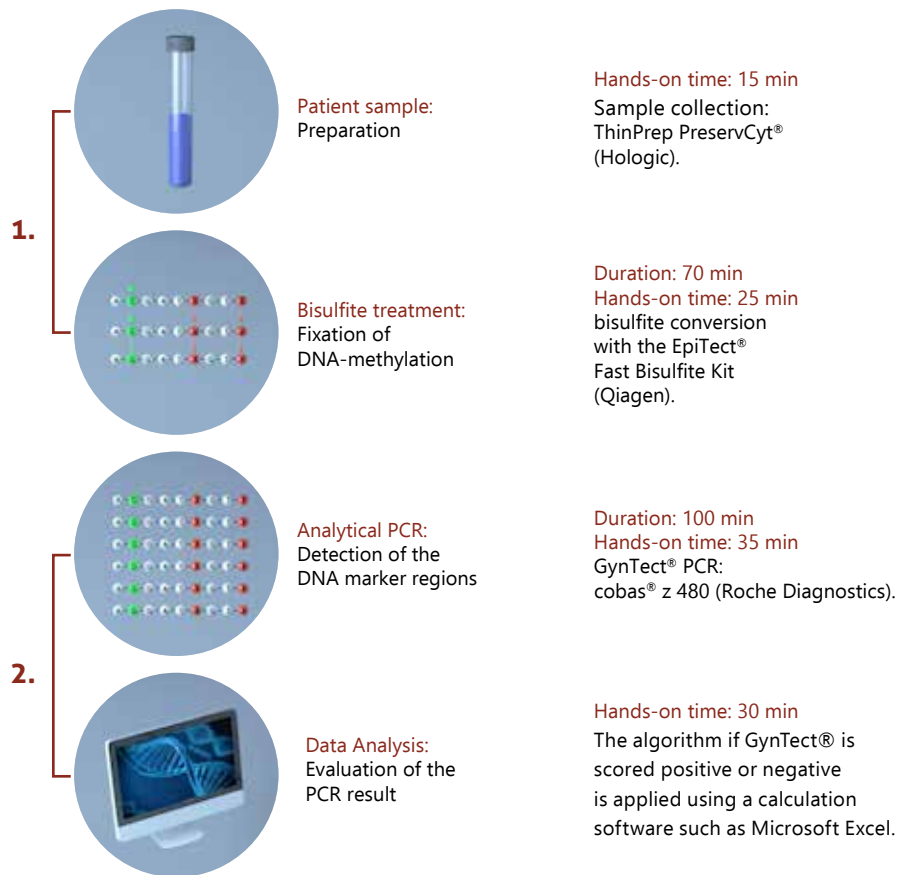 1.
Patient sample:
Preparation
Hands-on time: 15 min
Sample collection:
ThinPrep PreservCyt®
(Hologic).
Bisulfite treatment:
Fixation of
DNA-methylation
Duration: 70 min
Hands-on time: 25 min
bisulfite conversion
with the EpiTect®
Fast Bisulfite Kit
(Qiagen).
2.
Analytical PCR:
Detection of the
DNA marker regions
Duration: 100 min
Hands-on time: 35 min
GynTect® PCR:
cobas® z 480 (Roche Diagnostics).
Data Analysis:
Evaluation of the
PCR result
Hands-on time: 30 min
The algorithm if GynTect® is
scored positive or negative
is applied using a calculation
software such as Microsoft Excel.